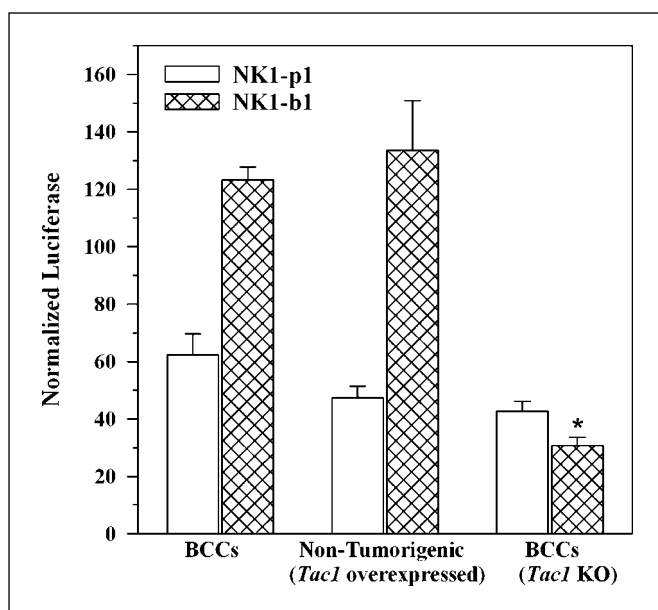 NK1-p1
NK1-b1
Normalized Luciferase
160
140
120
100
80
60
40
20
0
*
BCCs
Non-Tumorigenic
(Tac1 overexpressed)
BCCs
(Tac1 KO)